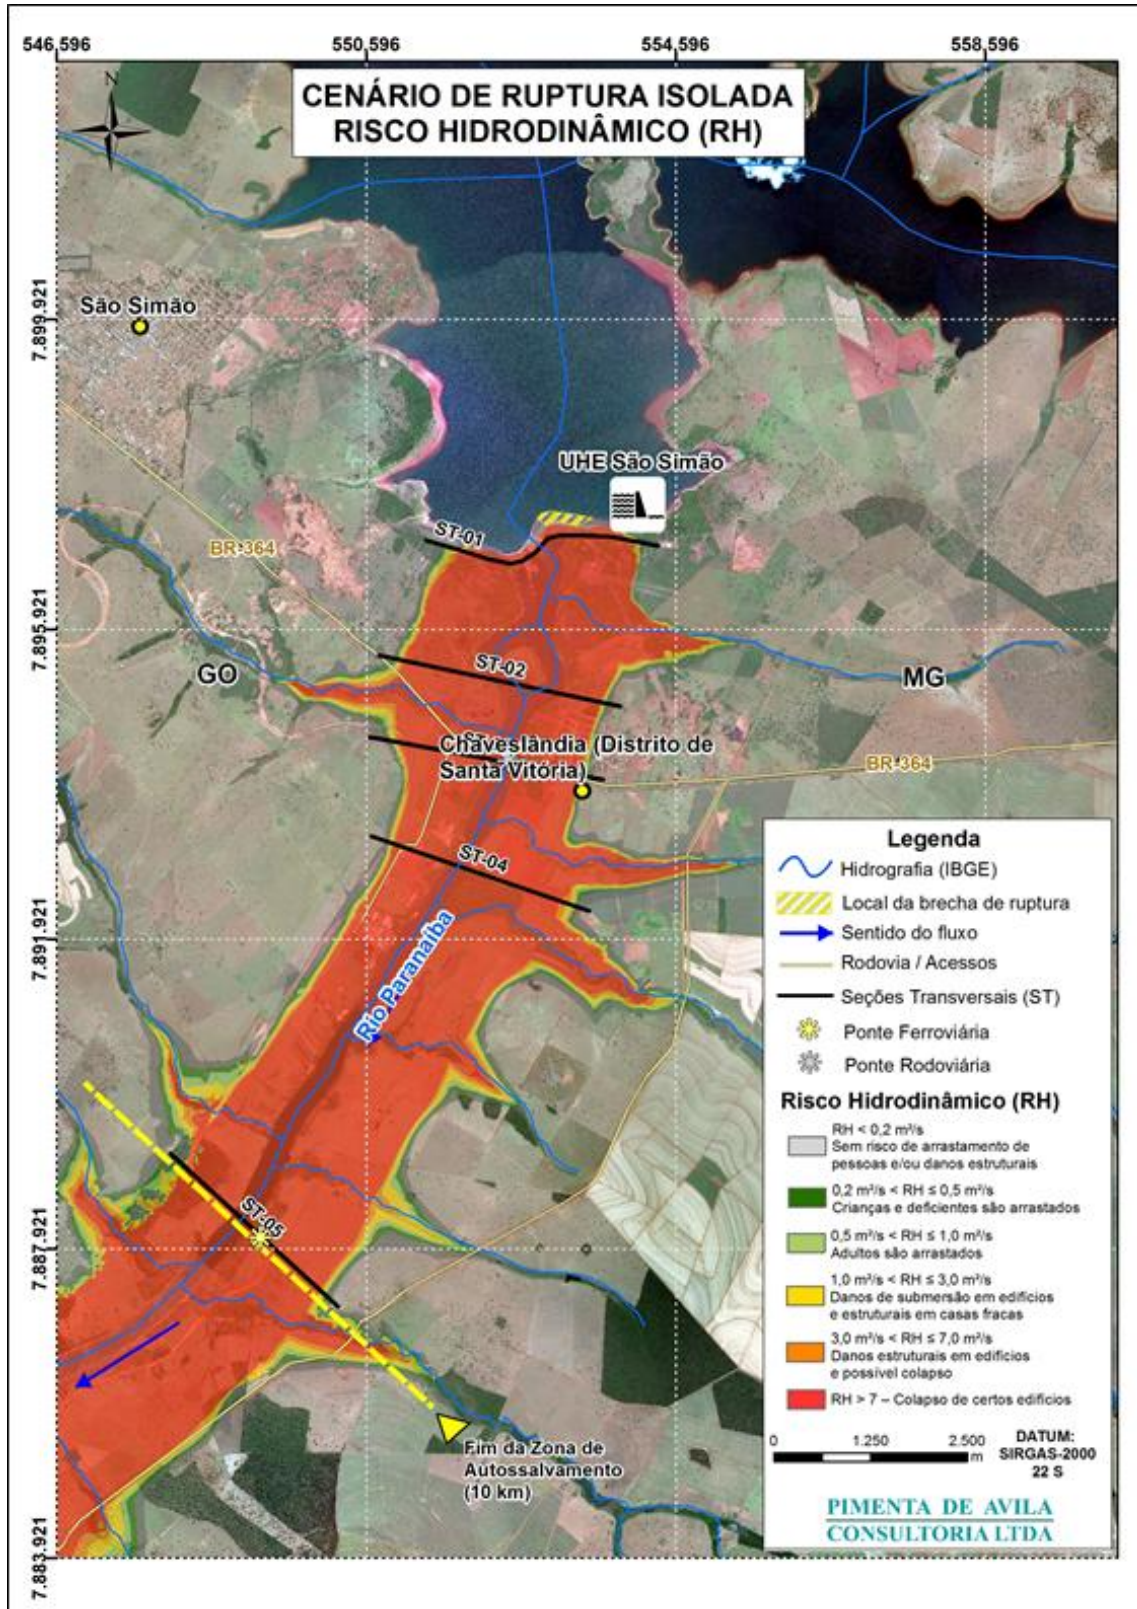 546.596
550.596
554.596
558.596
N
CENÁRIO DE RUPTURA ISOLADA
RISCO HIDRODINÂMICO (RH)
7.899.921
São Simão
UHE São Simão
ST-01
BR-364
7.895.921
GO
ST-02
MG
Chaveslândia (Distrito de
Santa Vitória)
BR-364
ST-04
7.891.921
Rio Paranaíba
ST-05
7.887.921
Fim da Zona de
Autossalvamento
(10 km)
7.883.921
Legenda
Hidrografia (IBGE)
Local da brecha de ruptura
Sentido do fluxo
Rodovia / Acessos
Seções Transversais (ST)
Ponte Ferroviária
Ponte Rodoviária
Risco Hidrodinâmico (RH)
RH < 0,2 m²/s
Sem risco de arrastamento de
pessoas e/ou danos estruturais
0,2 m²/s < RH ≤ 0,5 m²/s
Crianças e deficientes são arrastados
0,5 m²/s < RH ≤ 1,0 m²/s
Adultos são arrastados
1,0 m²/s < RH ≤ 3,0 m²/s
Danos de submersão em edifícios
e estruturais em casas fracas
3,0 m²/s < RH ≤ 7,0 m²/s
Danos estruturais em edifícios
e possível colapso
RH > 7 – Colapso de certos edifícios
0 1.250 2.500
m
DATUM:
SIRGAS-2000
22 S
PIMENTA DE AVILA
CONSULTORIA LTDA